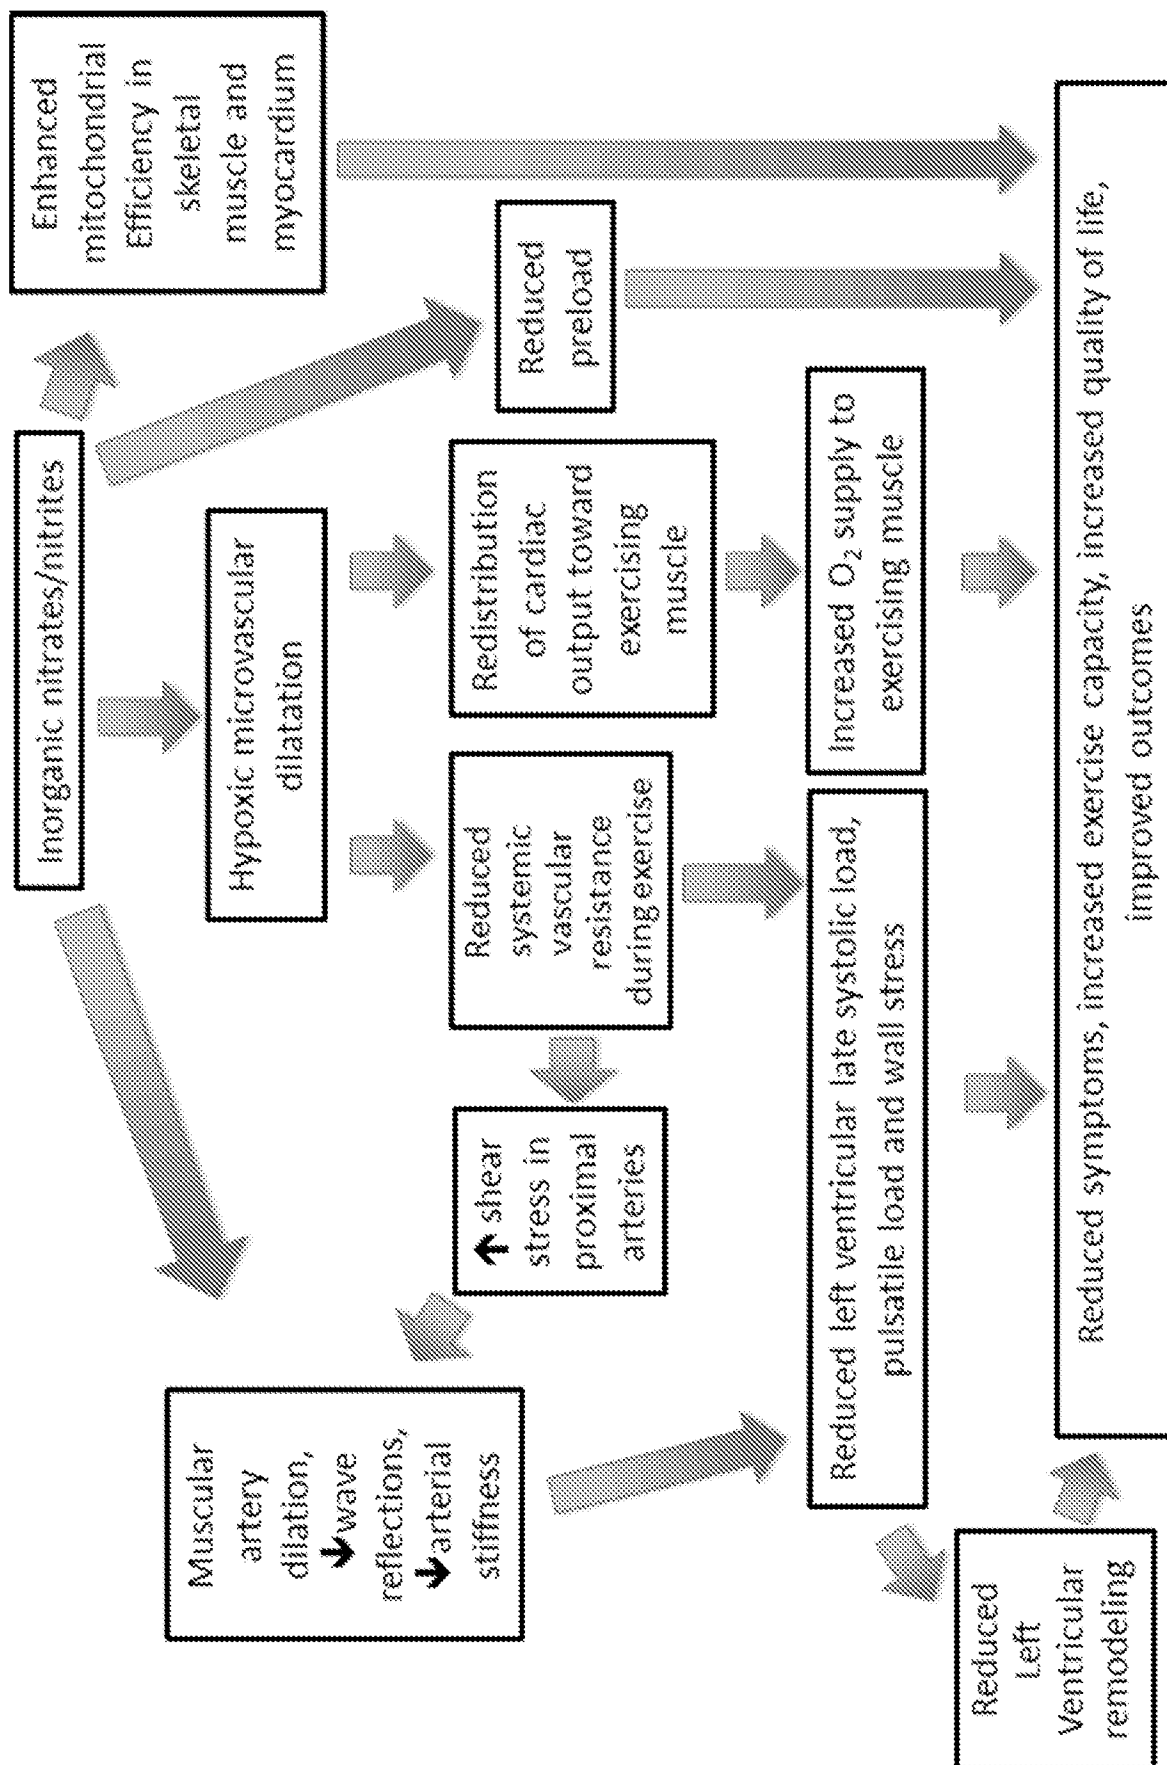 Inorganic nitrates/nitrites
Enhanced
mitochondrial
Efficiency in
skeletal
muscle and
myocardium
Muscular
artery
dilation,
↓wave
reflections,
↓arterial
stiffness
Hypoxic microvascular
dilatation
↑ shear
stress in
proximal
arteries
Reduced
systemic
vascular
resistance
during exercise
Redistribution
of cardiac
output toward
exercising
muscle
Reduced
preload
Reduced left ventricular late systolic load,
pulsatile load and wall stress
Increased O₂ supply to
exercising muscle
Reduced
Left
Ventricular
remodeling
Reduced symptoms, increased exercise capacity, increased quality of life,
improved outcomes